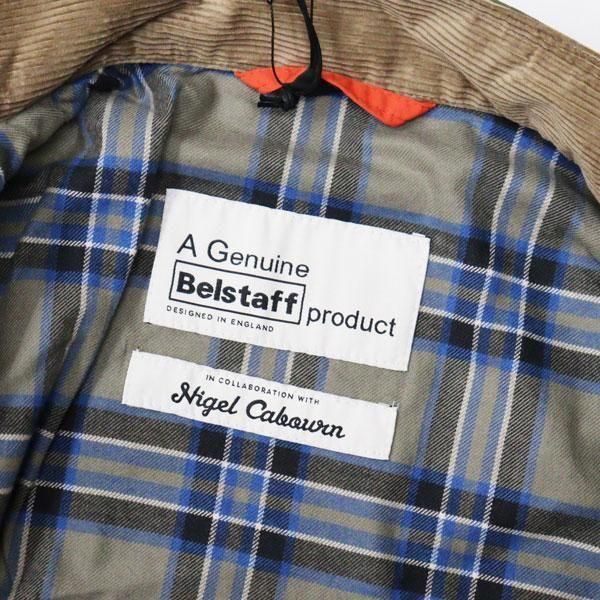 A Genuine
Belstaff product
DESIGNED IN ENGLAND
IN COLLABORATION WITH
Nigel Cabourn